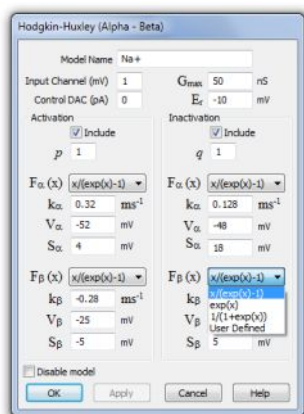 Hodgkin-Huxley (Alpha - Beta)
Model Name Na+
Input Channel (mV) 1 Gmax 50 nS
Control DAC (pA) 0 Er -10 mV
Activation Inactivation
Include Include
p 1 q 1
Fα (x) x/(exp(x)-1) Fα (x) x/(exp(x)-1)
kα 0.32 ms-1 kα 0.128 ms-1
Vα -52 mV Vα -48 mV
Sα 4 mV Sα 18 mV
Fβ (x) x/(exp(x)-1) Fβ (x) x/(exp(x)-1)
x/(exp(x)-1)
kβ -0.28 ms-1 kβ exp(x)
1/(1+exp(x))
Vβ -25 mV Vβ User Defined
Sβ -5 mV Sβ 5 mV
Disable model
OK Apply Cancel Help